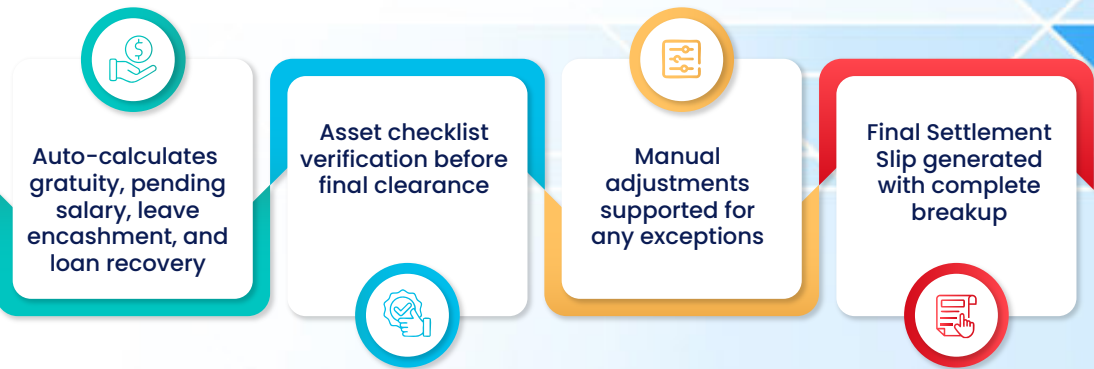 Auto-calculates
gratuity, pending
salary, leave
encashment, and
loan recovery
Asset checklist
verification before
final clearance
Manual
adjustments
supported for
any exceptions
Final Settlement
Slip generated
with complete
breakup